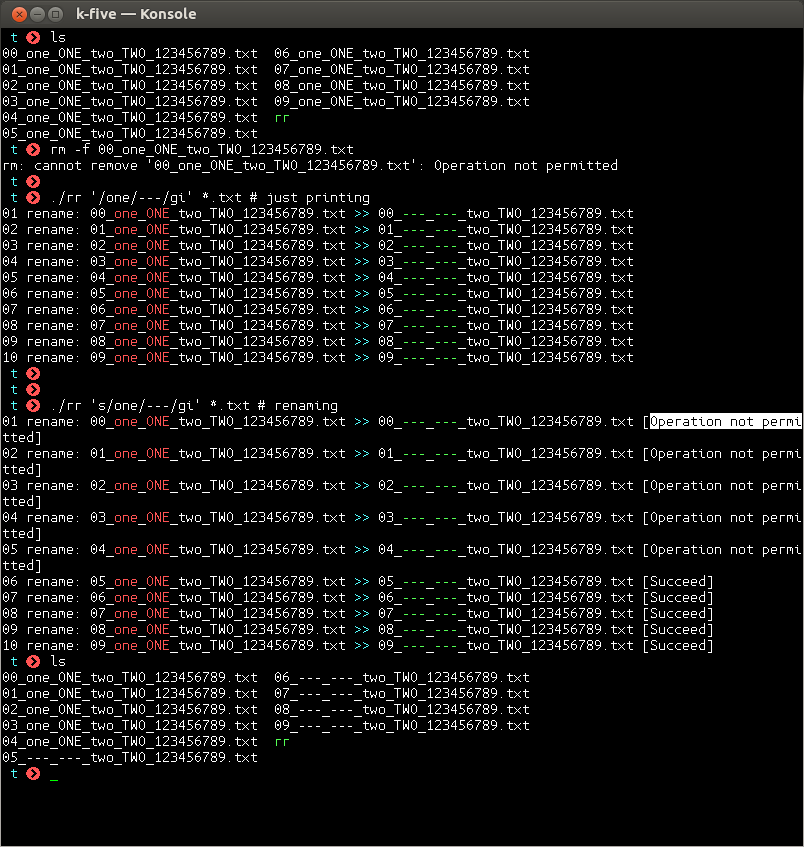 k-five — Konsole
t ls
00_one_ONE_two_TWO_123456789.txt  06_one_ONE_two_TWO_123456789.txt
01_one_ONE_two_TWO_123456789.txt  07_one_ONE_two_TWO_123456789.txt
02_one_ONE_two_TWO_123456789.txt  08_one_ONE_two_TWO_123456789.txt
03_one_ONE_two_TWO_123456789.txt  09_one_ONE_two_TWO_123456789.txt
04_one_ONE_two_TWO_123456789.txt  rr
05_one_ONE_two_TWO_123456789.txt
t rm -f 00_one_ONE_two_TWO_123456789.txt
rm: cannot remove '00_one_ONE_two_TWO_123456789.txt': Operation not permitted
t
t ./rr '/one/---/gi' *.txt # just printing
01 rename: 00_one_ONE_two_TWO_123456789.txt >> 00_---_---_two_TWO_123456789.txt
02 rename: 01_one_ONE_two_TWO_123456789.txt >> 01_---_---_two_TWO_123456789.txt
03 rename: 02_one_ONE_two_TWO_123456789.txt >> 02_---_---_two_TWO_123456789.txt
04 rename: 03_one_ONE_two_TWO_123456789.txt >> 03_---_---_two_TWO_123456789.txt
05 rename: 04_one_ONE_two_TWO_123456789.txt >> 04_---_---_two_TWO_123456789.txt
06 rename: 05_one_ONE_two_TWO_123456789.txt >> 05_---_---_two_TWO_123456789.txt
07 rename: 06_one_ONE_two_TWO_123456789.txt >> 06_---_---_two_TWO_123456789.txt
08 rename: 07_one_ONE_two_TWO_123456789.txt >> 07_---_---_two_TWO_123456789.txt
09 rename: 08_one_ONE_two_TWO_123456789.txt >> 08_---_---_two_TWO_123456789.txt
10 rename: 09_one_ONE_two_TWO_123456789.txt >> 09_---_---_two_TWO_123456789.txt
t
t
t ./rr 's/one/---/gi' *.txt # renaming
01 rename: 00_one_ONE_two_TWO_123456789.txt >> 00_---_---_two_TWO_123456789.txt [Operation not permi
tted]
02 rename: 01_one_ONE_two_TWO_123456789.txt >> 01_---_---_two_TWO_123456789.txt [Operation not permi
tted]
03 rename: 02_one_ONE_two_TWO_123456789.txt >> 02_---_---_two_TWO_123456789.txt [Operation not permi
tted]
04 rename: 03_one_ONE_two_TWO_123456789.txt >> 03_---_---_two_TWO_123456789.txt [Operation not permi
tted]
05 rename: 04_one_ONE_two_TWO_123456789.txt >> 04_---_---_two_TWO_123456789.txt [Operation not permi
tted]
06 rename: 05_one_ONE_two_TWO_123456789.txt >> 05_---_---_two_TWO_123456789.txt [Succeed]
07 rename: 06_one_ONE_two_TWO_123456789.txt >> 06_---_---_two_TWO_123456789.txt [Succeed]
08 rename: 07_one_ONE_two_TWO_123456789.txt >> 07_---_---_two_TWO_123456789.txt [Succeed]
09 rename: 08_one_ONE_two_TWO_123456789.txt >> 08_---_---_two_TWO_123456789.txt [Succeed]
10 rename: 09_one_ONE_two_TWO_123456789.txt >> 09_---_---_two_TWO_123456789.txt [Succeed]
t ls
00_one_ONE_two_TWO_123456789.txt  06_---_---_two_TWO_123456789.txt
01_one_ONE_two_TWO_123456789.txt  07_---_---_two_TWO_123456789.txt
02_one_ONE_two_TWO_123456789.txt  08_---_---_two_TWO_123456789.txt
03_one_ONE_two_TWO_123456789.txt  09_---_---_two_TWO_123456789.txt
04_one_ONE_two_TWO_123456789.txt  rr
05_---_---_two_TWO_123456789.txt
t _